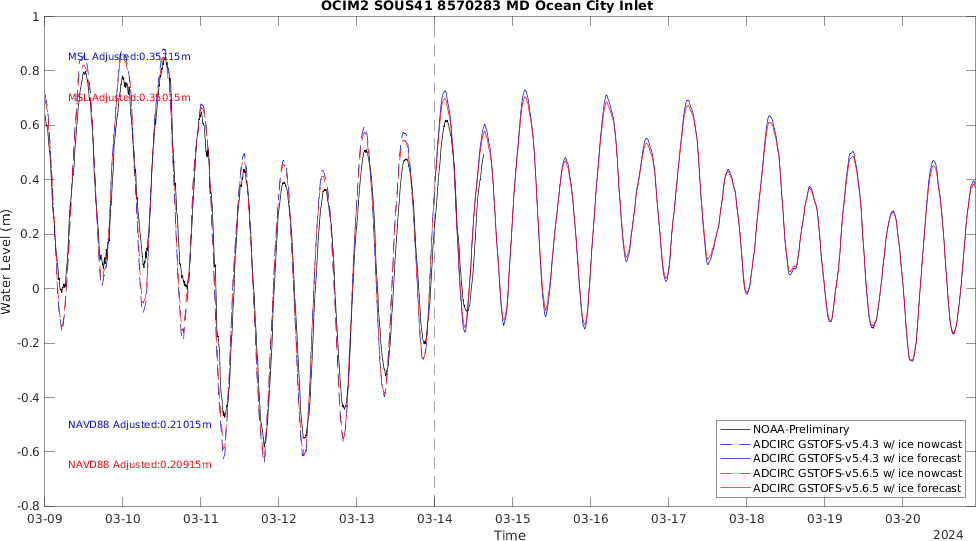 OCIM2 SOUS41 8570283 MD Ocean City Inlet
1
0.8
0.6
0.4
0.2
0
-0.2
-0.4
-0.6
-0.8
Water Level (m)
MSL Adjusted:0.35215m
MSL Adjusted:0.35015m
NAVD88 Adjusted:0.21015m
NAVD88 Adjusted:0.20915m
NOAA-Preliminary
ADCIRC GSTOFS-v5.4.3 w/ ice nowcast
ADCIRC GSTOFS-v5.4.3 w/ ice forecast
ADCIRC GSTOFS-v5.6.5 w/ ice nowcast
ADCIRC GSTOFS-v5.6.5 w/ ice forecast
03-09 03-10 03-11 03-12 03-13 03-14 03-15 03-16 03-17 03-18 03-19 03-20
Time
2024